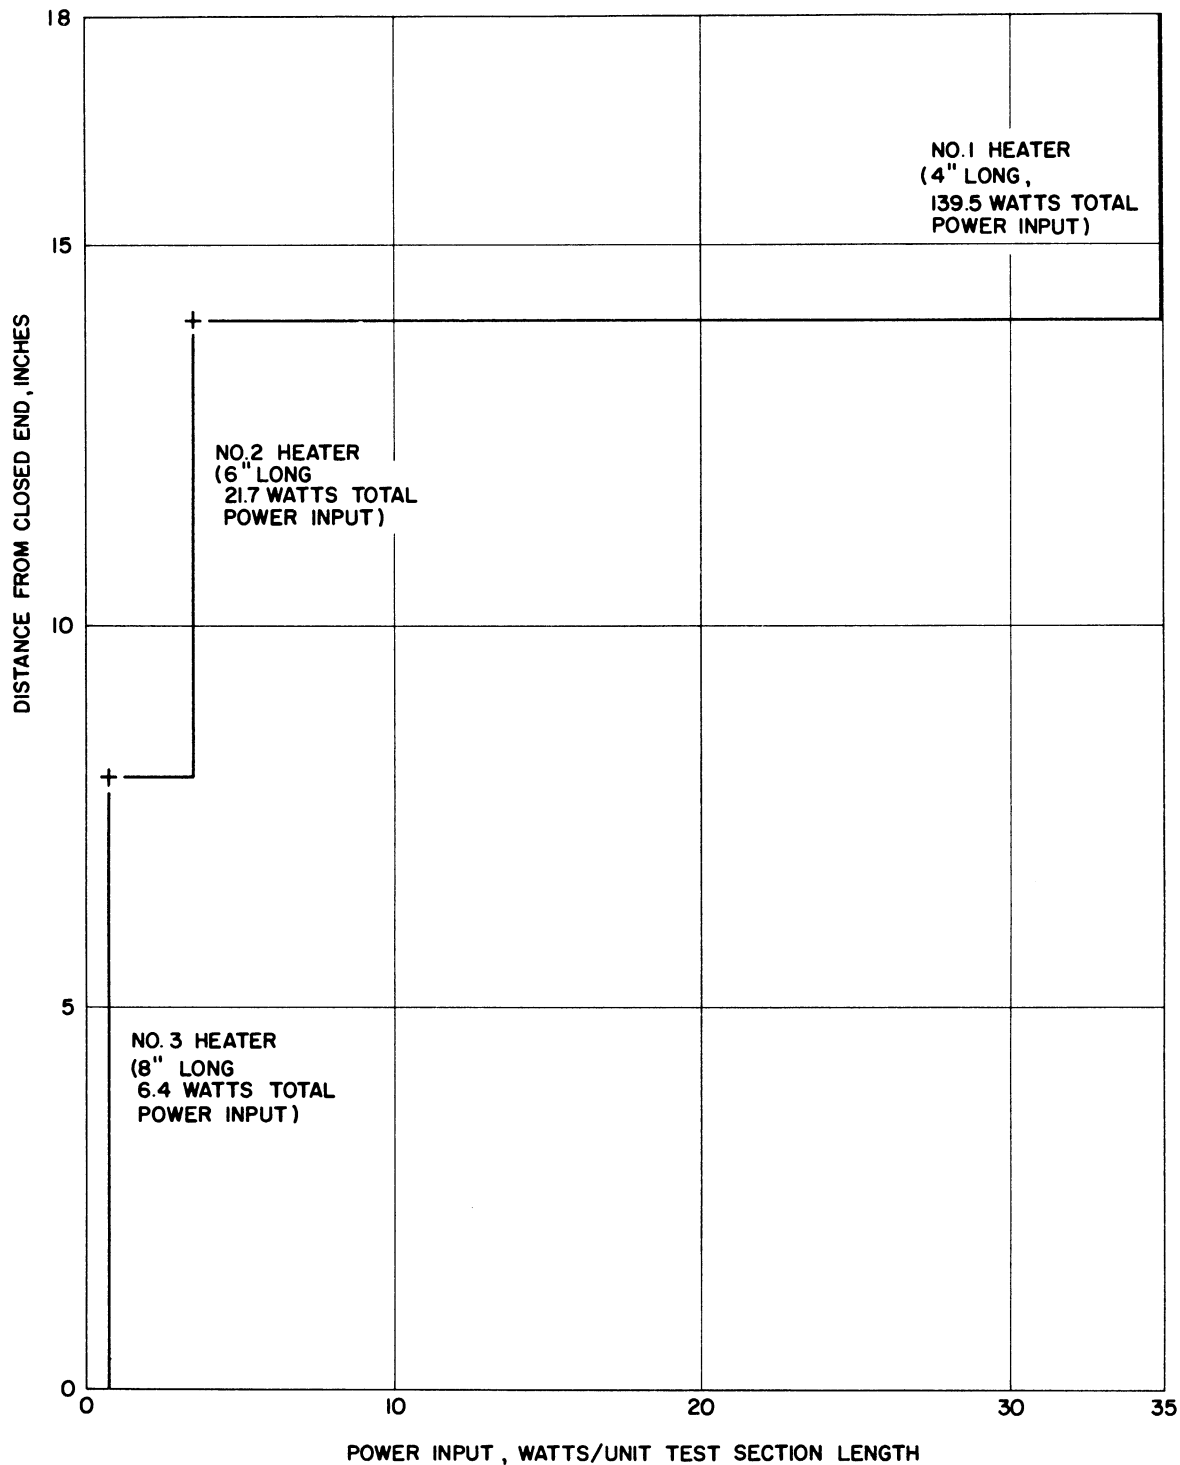 18
NO.1 HEATER
(4" LONG,
139.5 WATTS TOTAL
POWER INPUT)
15
NO.2 HEATER
(6" LONG
21.7 WATTS TOTAL
POWER INPUT)
DISTANCE FROM CLOSED END, INCHES
10
5
NO. 3 HEATER
(8" LONG
6.4 WATTS TOTAL
POWER INPUT)
0
0 10 20 30 35
POWER INPUT, WATTS/UNIT TEST SECTION LENGTH